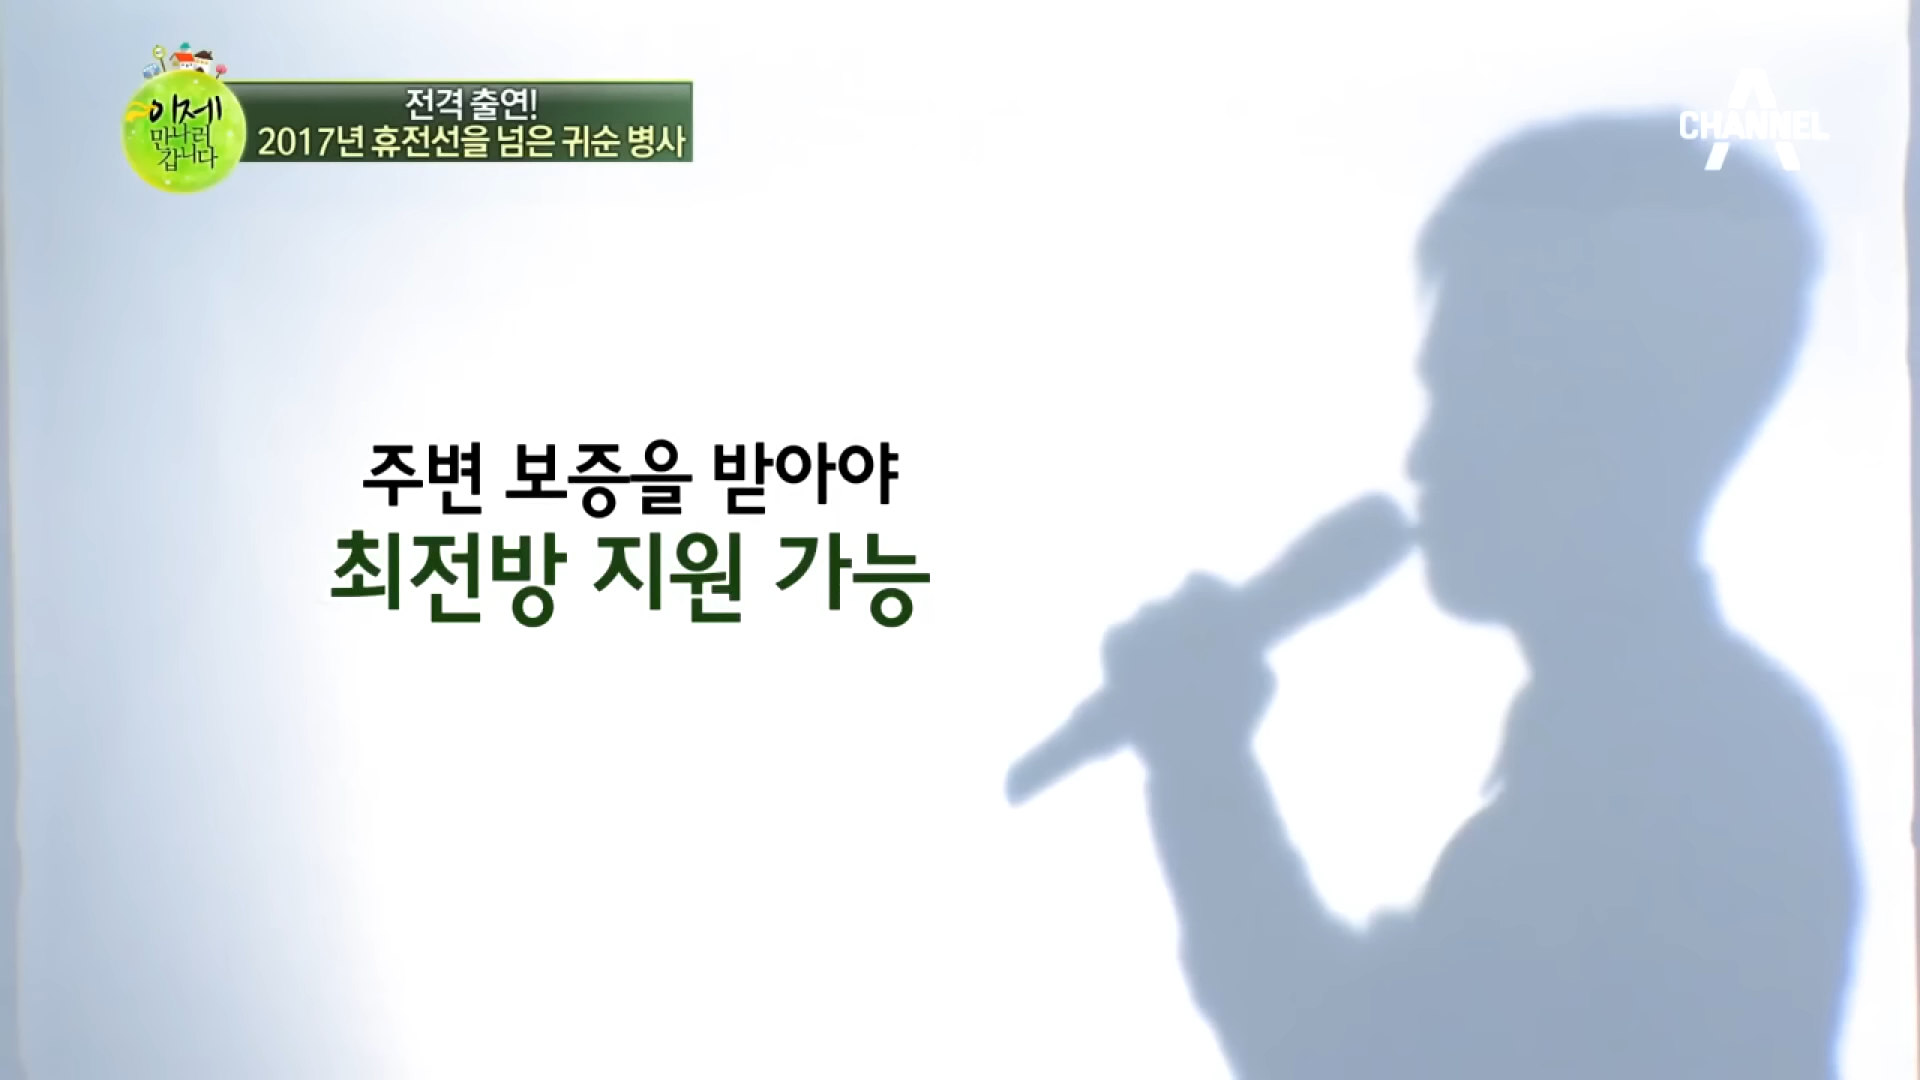 이제
만나러
갑니다
전격 출연!
2017년 휴전선을 넘은 귀순 병사
CHANNEL A
주변 보증을 받아야
최전방 지원 가능